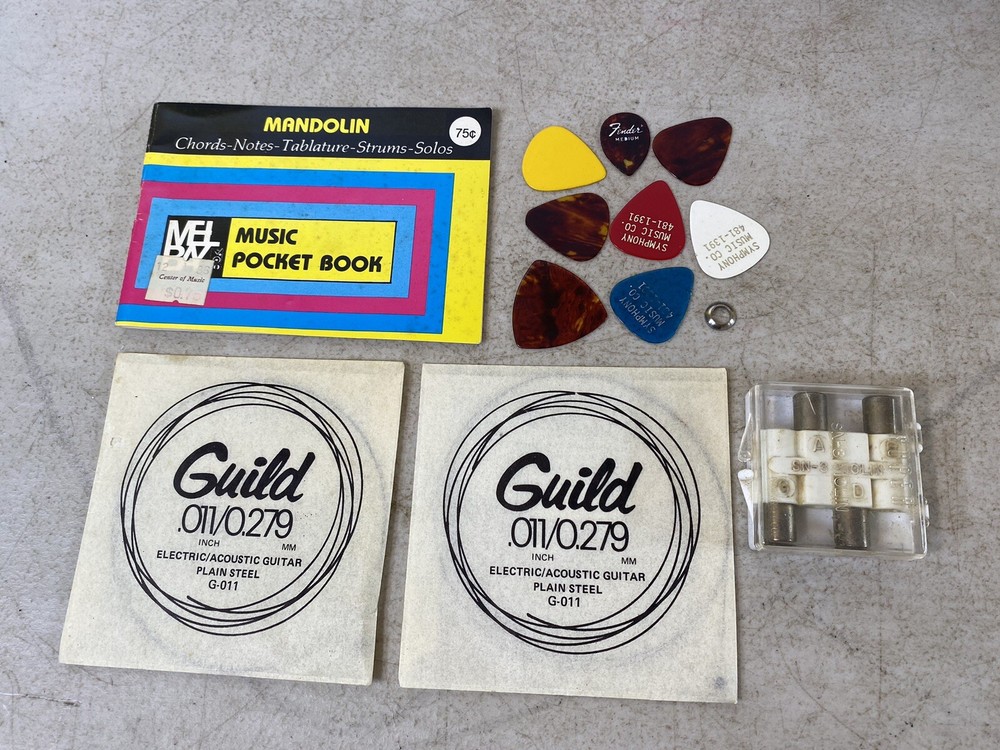 MANDOLIN
75¢
Chords-Notes-Tablature-Strums-Solos
MEL
BAY
MUSIC
POCKET BOOK
Center of Music
Fender
MEDIUM
SYMPHONY
MUSIC CO.
481-1391
SYMPHONY
MUSIC CO.
481-1391
SYMPHONY
MUSIC CO.
Guild
.011/0.279
INCH MM
ELECTRIC/ACOUSTIC GUITAR
PLAIN STEEL
G-011
Guild
.011/0.279
INCH MM
ELECTRIC/ACOUSTIC GUITAR
PLAIN STEEL
G-011
A
E
D